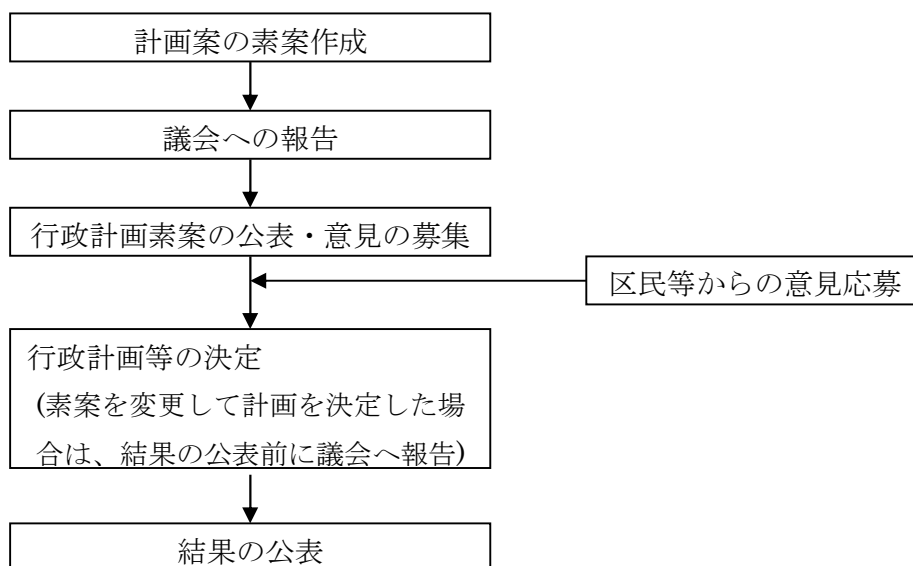 計画案の素案作成
議会への報告
行政計画素案の公表・意見の募集
区民等からの意見応募
行政計画等の決定
(素案を変更して計画を決定した場
合は、結果の公表前に議会へ報告)
結果の公表